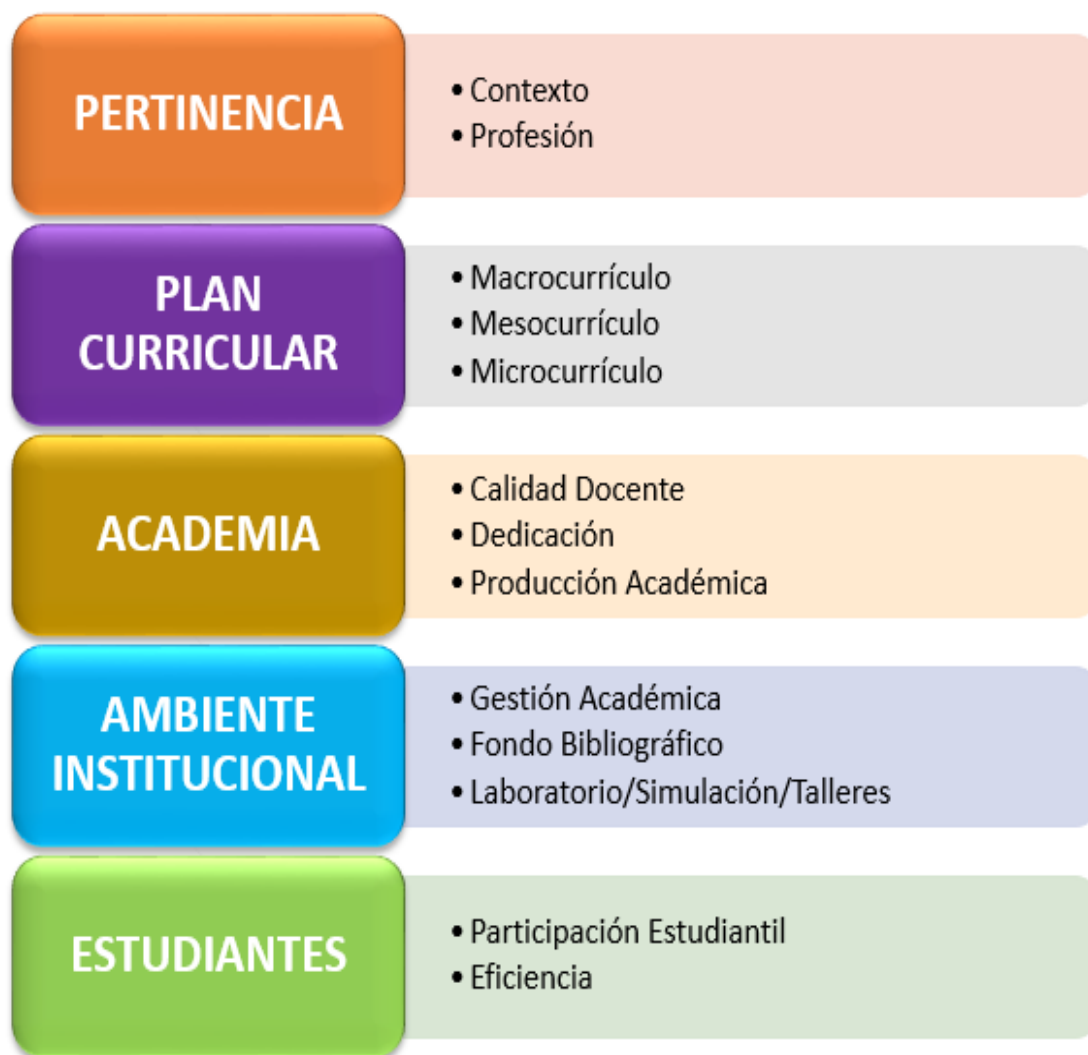 PERTINENCIA
• Contexto
• Profesión
PLAN
CURRICULAR
• Macrocurrículo
• Mesocurrículo
• Microcurrículo
ACADEMIA
• Calidad Docente
• Dedicación
• Producción Académica
AMBIENTE
INSTITUCIONAL
• Gestión Académica
• Fondo Bibliográfico
• Laboratorio/Simulación/Talleres
ESTUDIANTES
• Participación Estudiantil
• Eficiencia